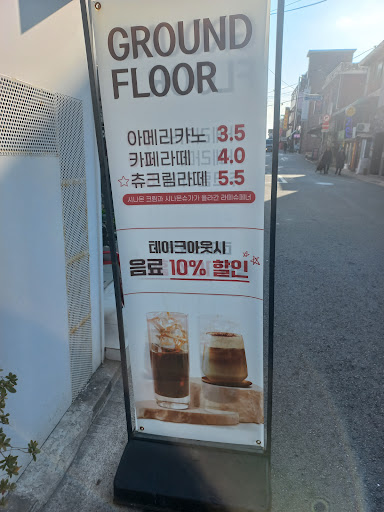 GROUND
FLOOR
아메리카노 3.5
카페라떼 4.0
☆츄크림라떼 5.5
테이크아웃시
음료 10% 할인